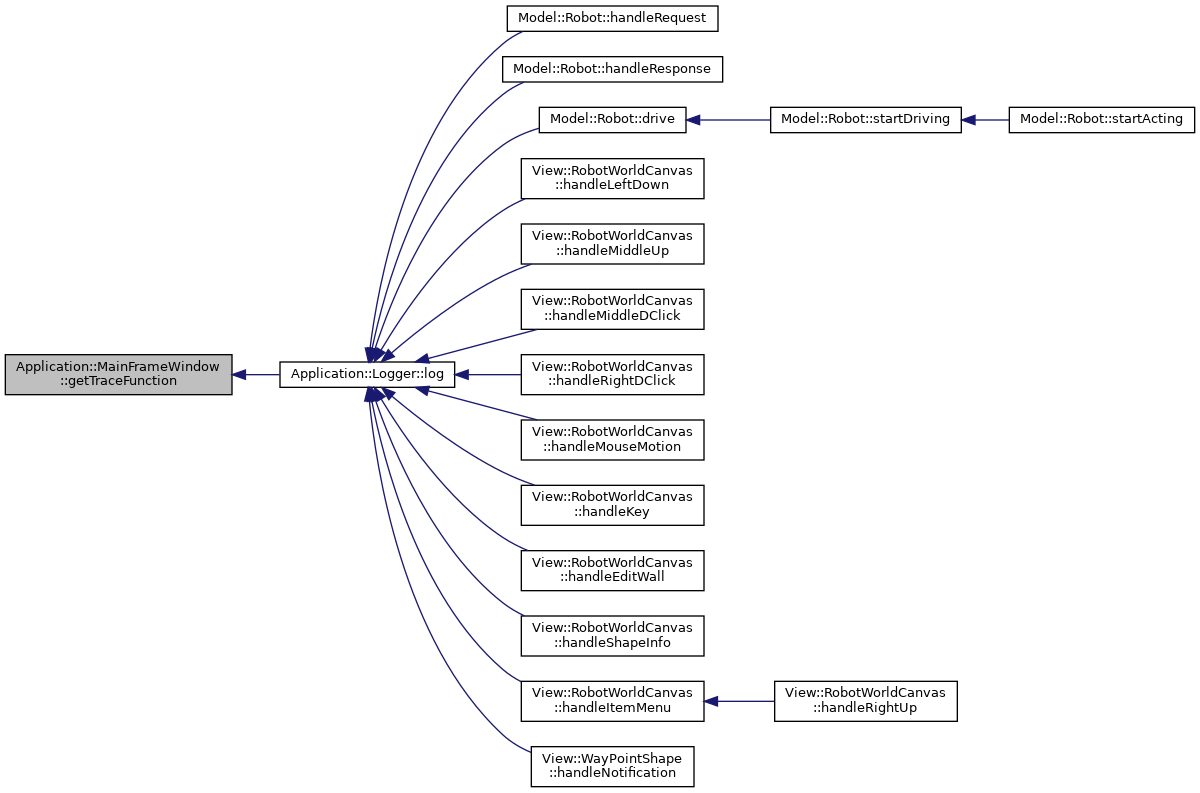 Model::Robot::handleRequest
Model::Robot::handleResponse
Model::Robot::drive
Model::Robot::startDriving
Model::Robot::startActing
View::RobotWorldCanvas
::handleLeftDown
View::RobotWorldCanvas
::handleMiddleUp
View::RobotWorldCanvas
::handleMiddleDClick
Application::MainFrameWindow
::getTraceFunction
Application::Logger::log
View::RobotWorldCanvas
::handleRightDClick
View::RobotWorldCanvas
::handleMouseMotion
View::RobotWorldCanvas
::handleKey
View::RobotWorldCanvas
::handleEditWall
View::RobotWorldCanvas
::handleShapeInfo
View::RobotWorldCanvas
::handleItemMenu
View::RobotWorldCanvas
::handleRightUp
View::WayPointShape
::handleNotification